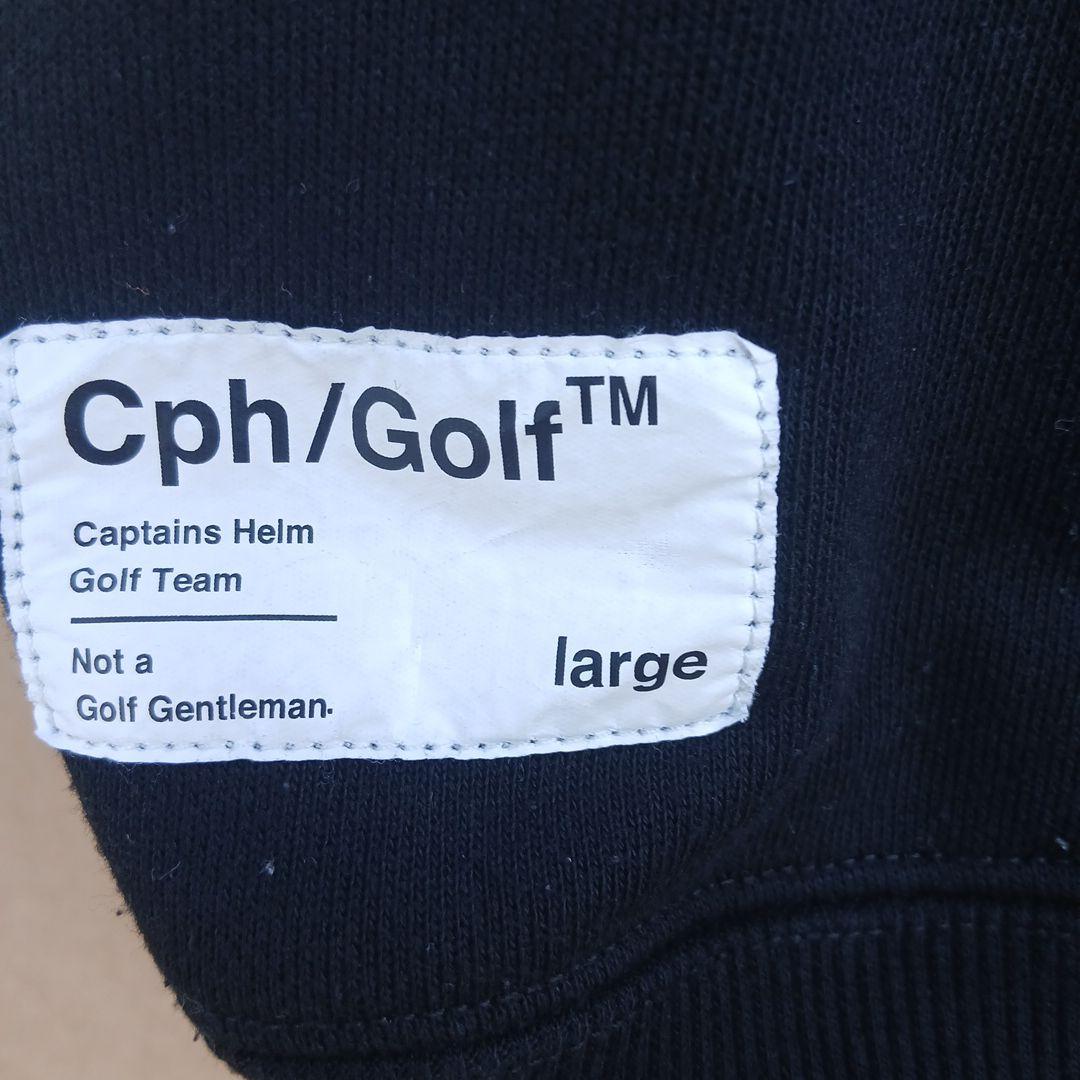 Cph/Golf™
Captains Helm
Golf Team
Not a
Golf Gentleman.
large